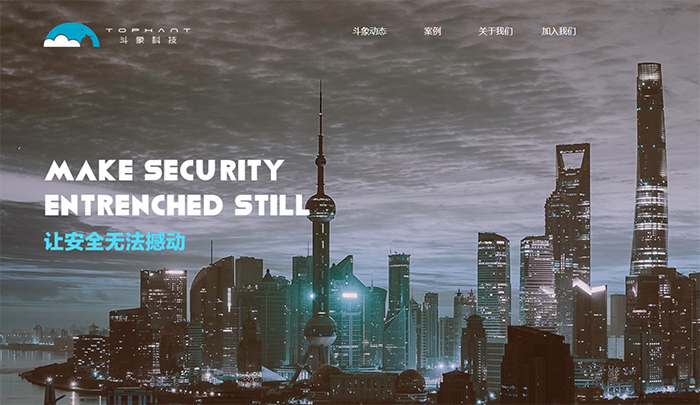 TOPHANT
斗象科技
斗象动态 案例 关于我们 加入我们
MAKE SECURITY
ENTRENCHED STILL
让安全无法撼动